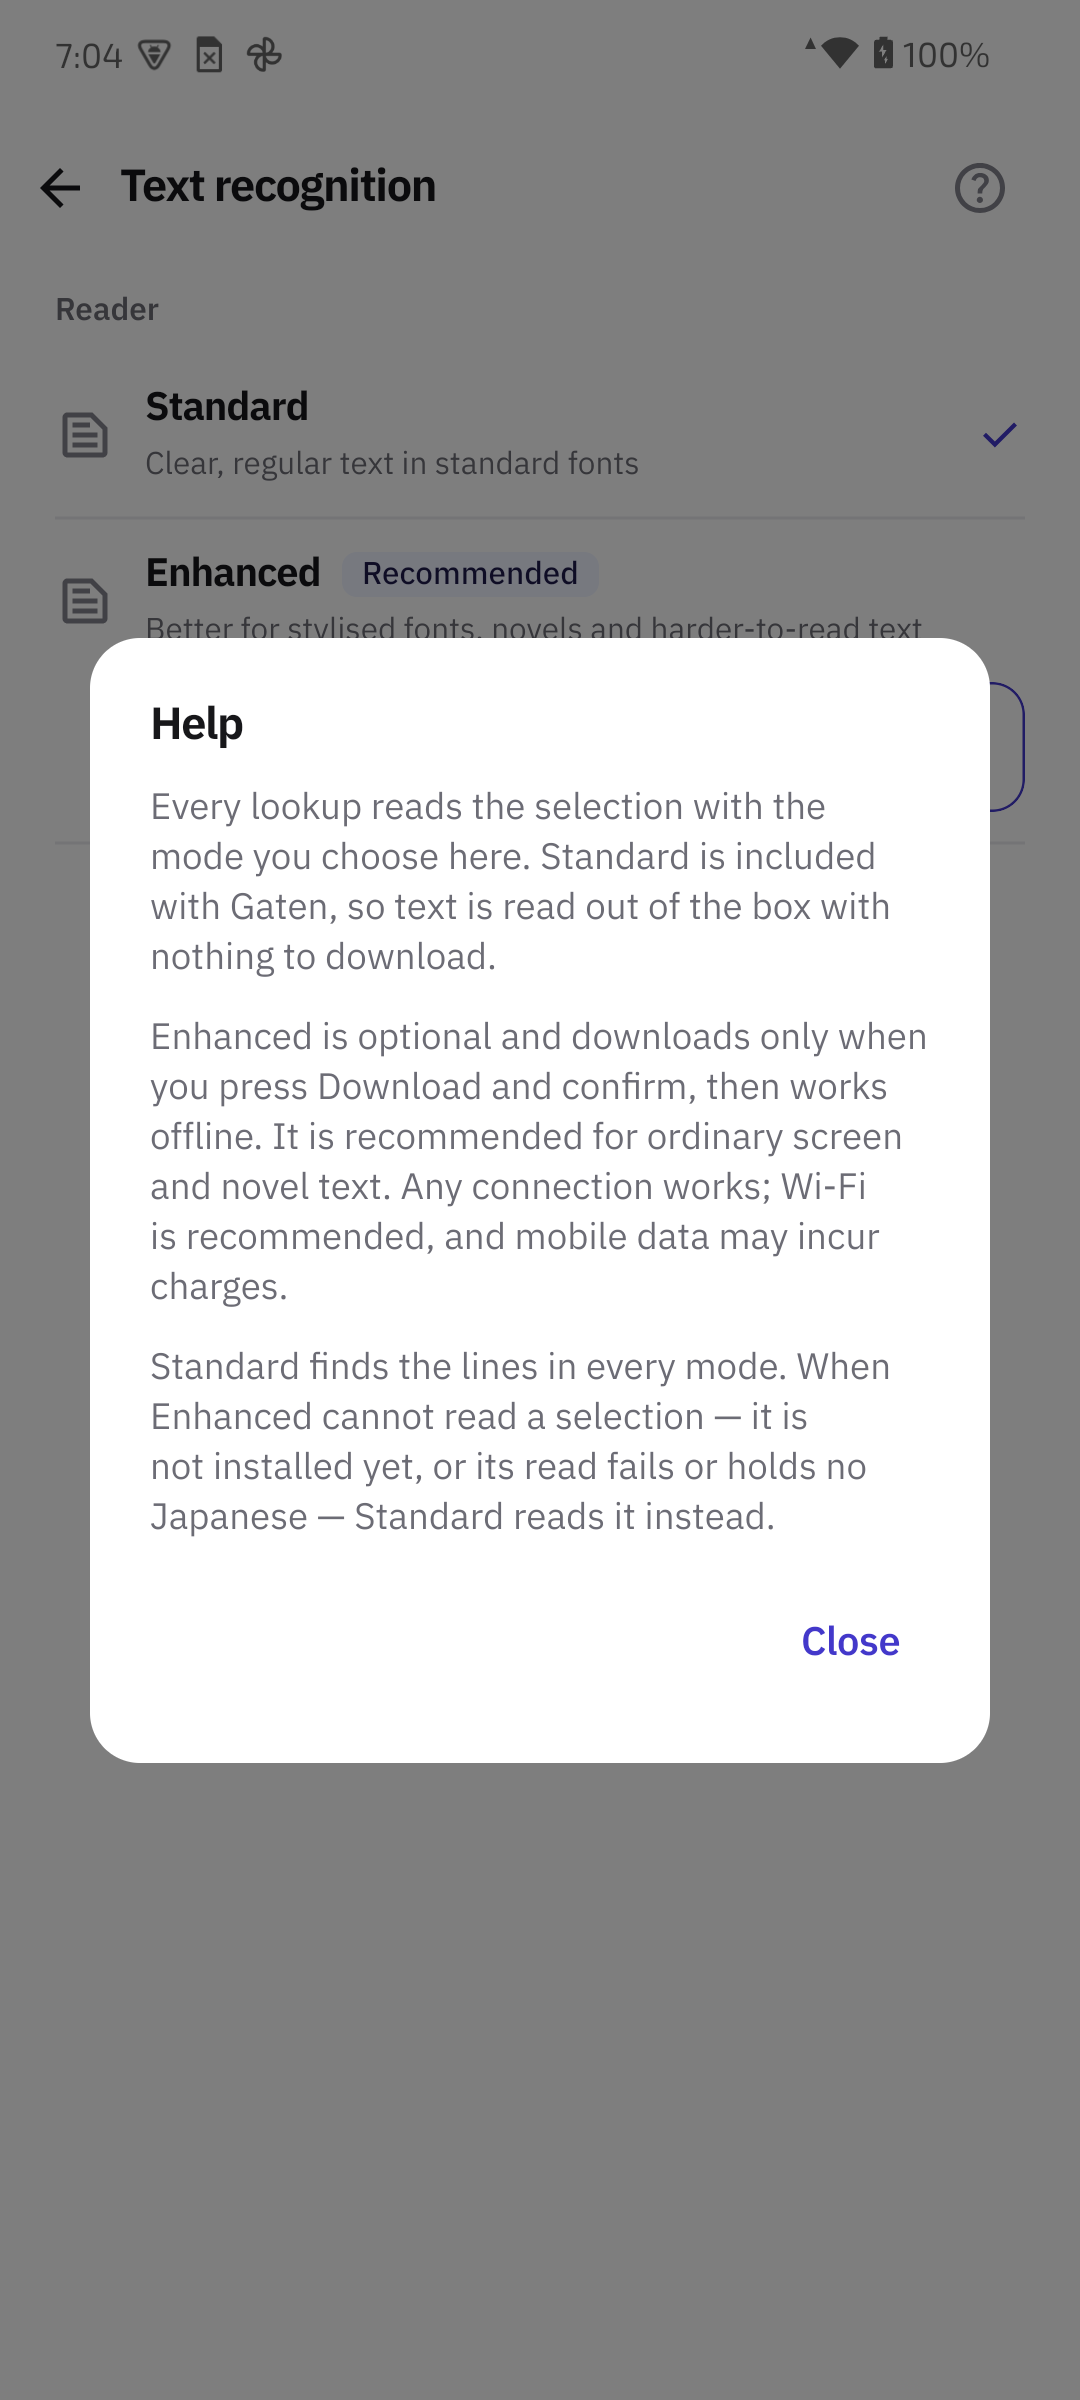 7:04
100%
Text recognition
Reader
Standard
Clear, regular text in standard fonts
Enhanced
Recommended
Better for stylised fonts, novels and harder-to-read text
Help
Every lookup reads the selection with the
mode you choose here. Standard is included
with Gaten, so text is read out of the box with
nothing to download.
Enhanced is optional and downloads only when
you press Download and confirm, then works
offline. It is recommended for ordinary screen
and novel text. Any connection works; Wi-Fi
is recommended, and mobile data may incur
charges.
Standard finds the lines in every mode. When
Enhanced cannot read a selection — it is
not installed yet, or its read fails or holds no
Japanese — Standard reads it instead.
Close